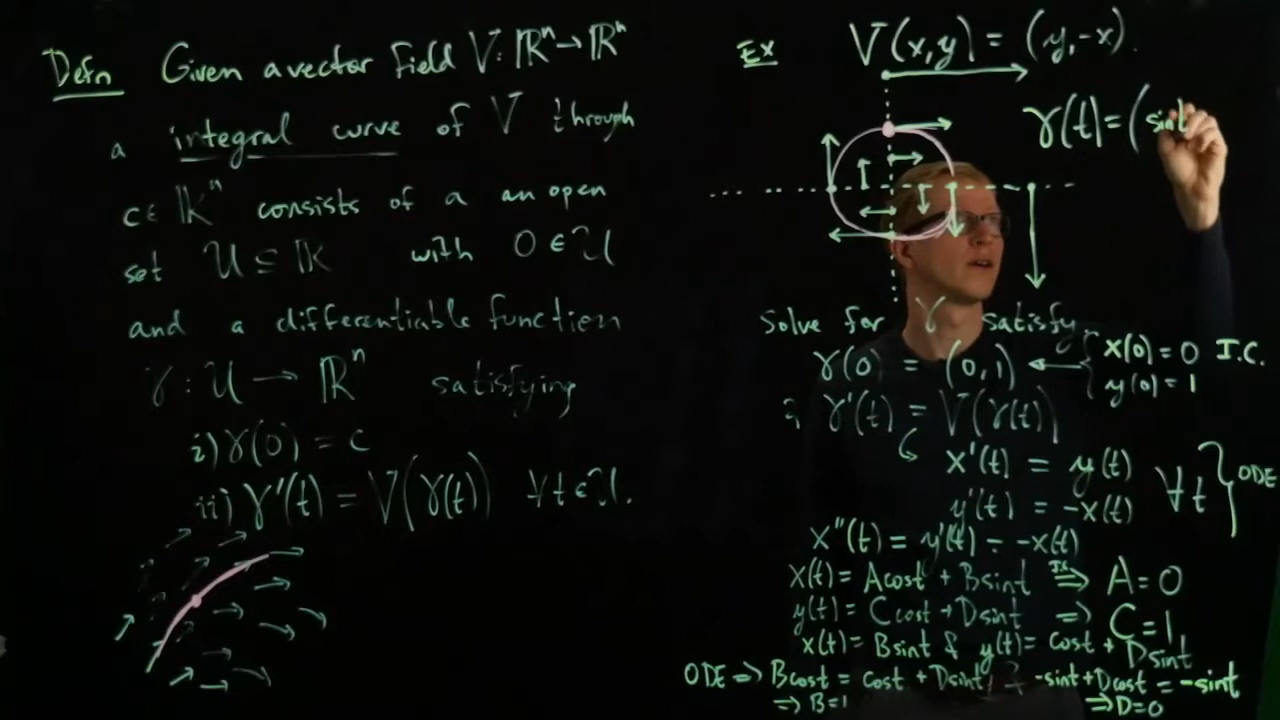 Defn Given a vector field V: ℝⁿ → ℝⁿ
a integral curve of V through
c ∈ ℝⁿ consists of a an open
set U ⊆ ℝ with 0 ∈ U
and a differentiable function
γ : U → ℝⁿ satisfying
i) γ(0) = c
ii) γ'(t) = V(γ(t)) ∀t ∈ U.
Ex V(x,y) = (y,-x).
γ(t) = (sint
Solve for γ satisfy
γ(0) = (0,1) ← { x(0) = 0 I.C.
y(0) = 1
γ'(t) = V(γ(t))
x'(t) = y(t)
y'(t) = -x(t) ∀t } ODE
x''(t) = y'(t) = -x(t)
x(t) = Acost + Bsint I.C. ⇒ A = 0
y(t) = Ccost + Dsint ⇒ C = 1
x(t) = Bsint & y(t) = cost + Dsint
ODE ⇒ Bcost = cost + Dsint, -sint + Dcost = -sint
⇒ B=1 ⇒ D=0